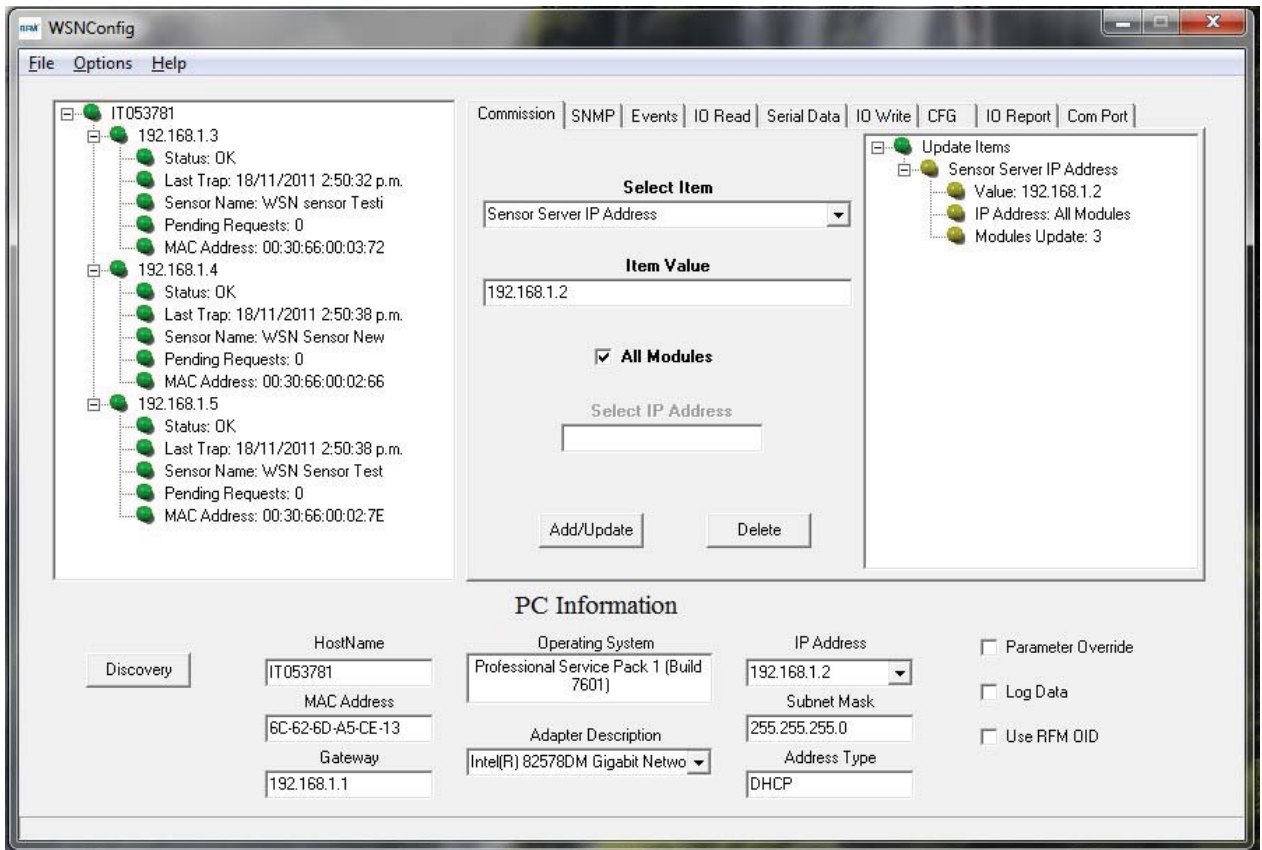 WSNConfig
File Options Help
IT053781
192.168.1.3
Status: OK
Last Trap: 18/11/2011 2:50:32 p.m.
Sensor Name: WSN sensor Testi
Pending Requests: 0
MAC Address: 00:30:66:00:03:72
192.168.1.4
Status: OK
Last Trap: 18/11/2011 2:50:38 p.m.
Sensor Name: WSN Sensor New
Pending Requests: 0
MAC Address: 00:30:66:00:02:66
192.168.1.5
Status: OK
Last Trap: 18/11/2011 2:50:38 p.m.
Sensor Name: WSN Sensor Test
Pending Requests: 0
MAC Address: 00:30:66:00:02:7E
Commission SNMP Events IO Read Serial Data IO Write CFG IO Report Com Port
Select Item
Sensor Server IP Address
Item Value
192.168.1.2
All Modules
Select IP Address
Add/Update Delete
Update Items
Sensor Server IP Address
Value: 192.168.1.2
IP Address: All Modules
Modules Update: 3
PC Information
Discovery
HostName
IT053781
MAC Address
6C-62-6D-A5-CE-13
Gateway
192.168.1.1
Operating System
Professional Service Pack 1 (Build
7601)
Adapter Description
Intel(R) 82578DM Gigabit Netwo
IP Address
192.168.1.2
Subnet Mask
255.255.255.0
Address Type
DHCP
Parameter Override
Log Data
Use RFM OID